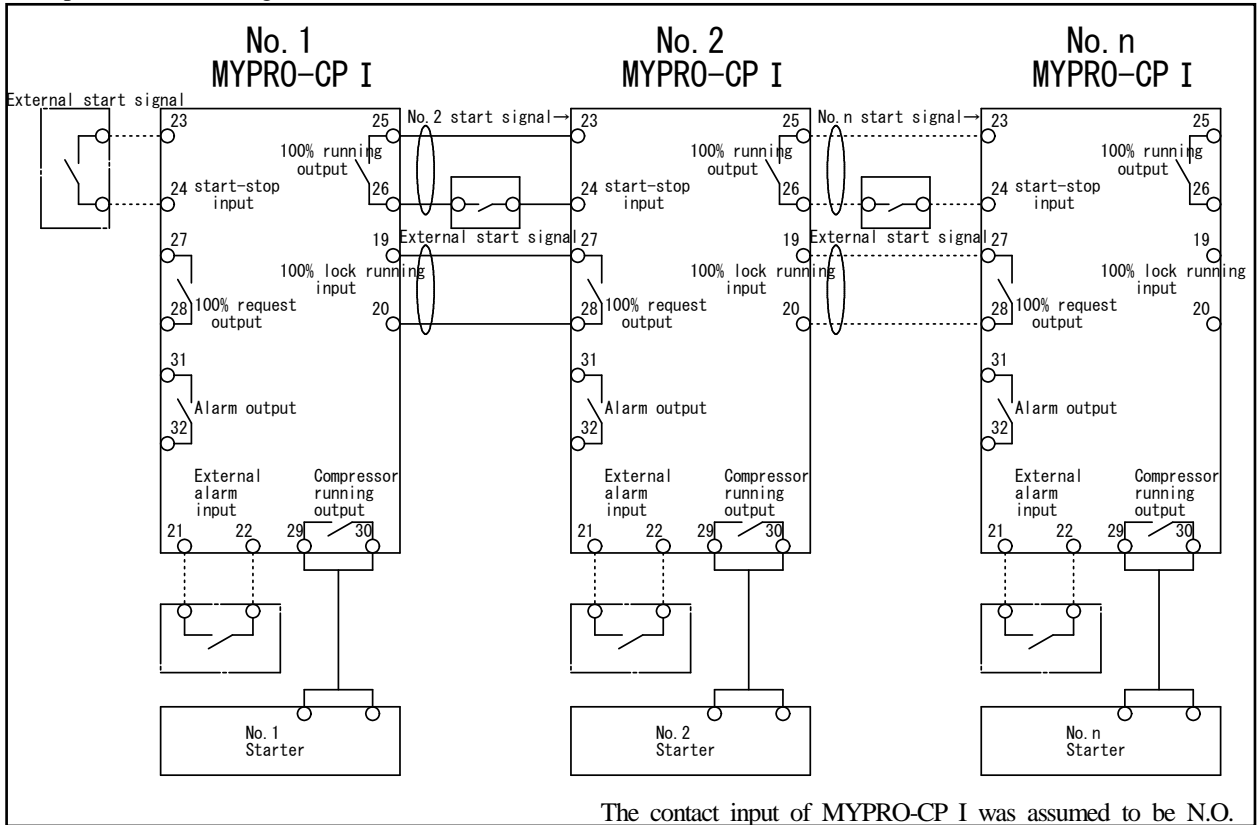 No. 1
MYPRO-CP I
No. 2
MYPRO-CP I
No. n
MYPRO-CP I
External start signal
23
24 start-stop
input
25
100% running
output
26
27
28 100% request
output
19
100% lock running
input
20
31
Alarm output
32
External
alarm
input
21 22
Compressor
running
output
29 30
No. 1
Starter
No. 2 start signal→
External start signal
23
24 start-stop
input
25
100% running
output
26
27
28 100% request
output
19
100% lock running
input
20
31
Alarm output
32
External
alarm
input
21 22
Compressor
running
output
29 30
No. 2
Starter
No. n start signal→
External start signal
23
24 start-stop
input
25
100% running
output
26
27
28 100% request
output
19
100% lock running
input
20
31
Alarm output
32
External
alarm
input
21 22
Compressor
running
output
29 30
No. n
Starter
The contact input of MYPRO-CP I was assumed to be N.O.